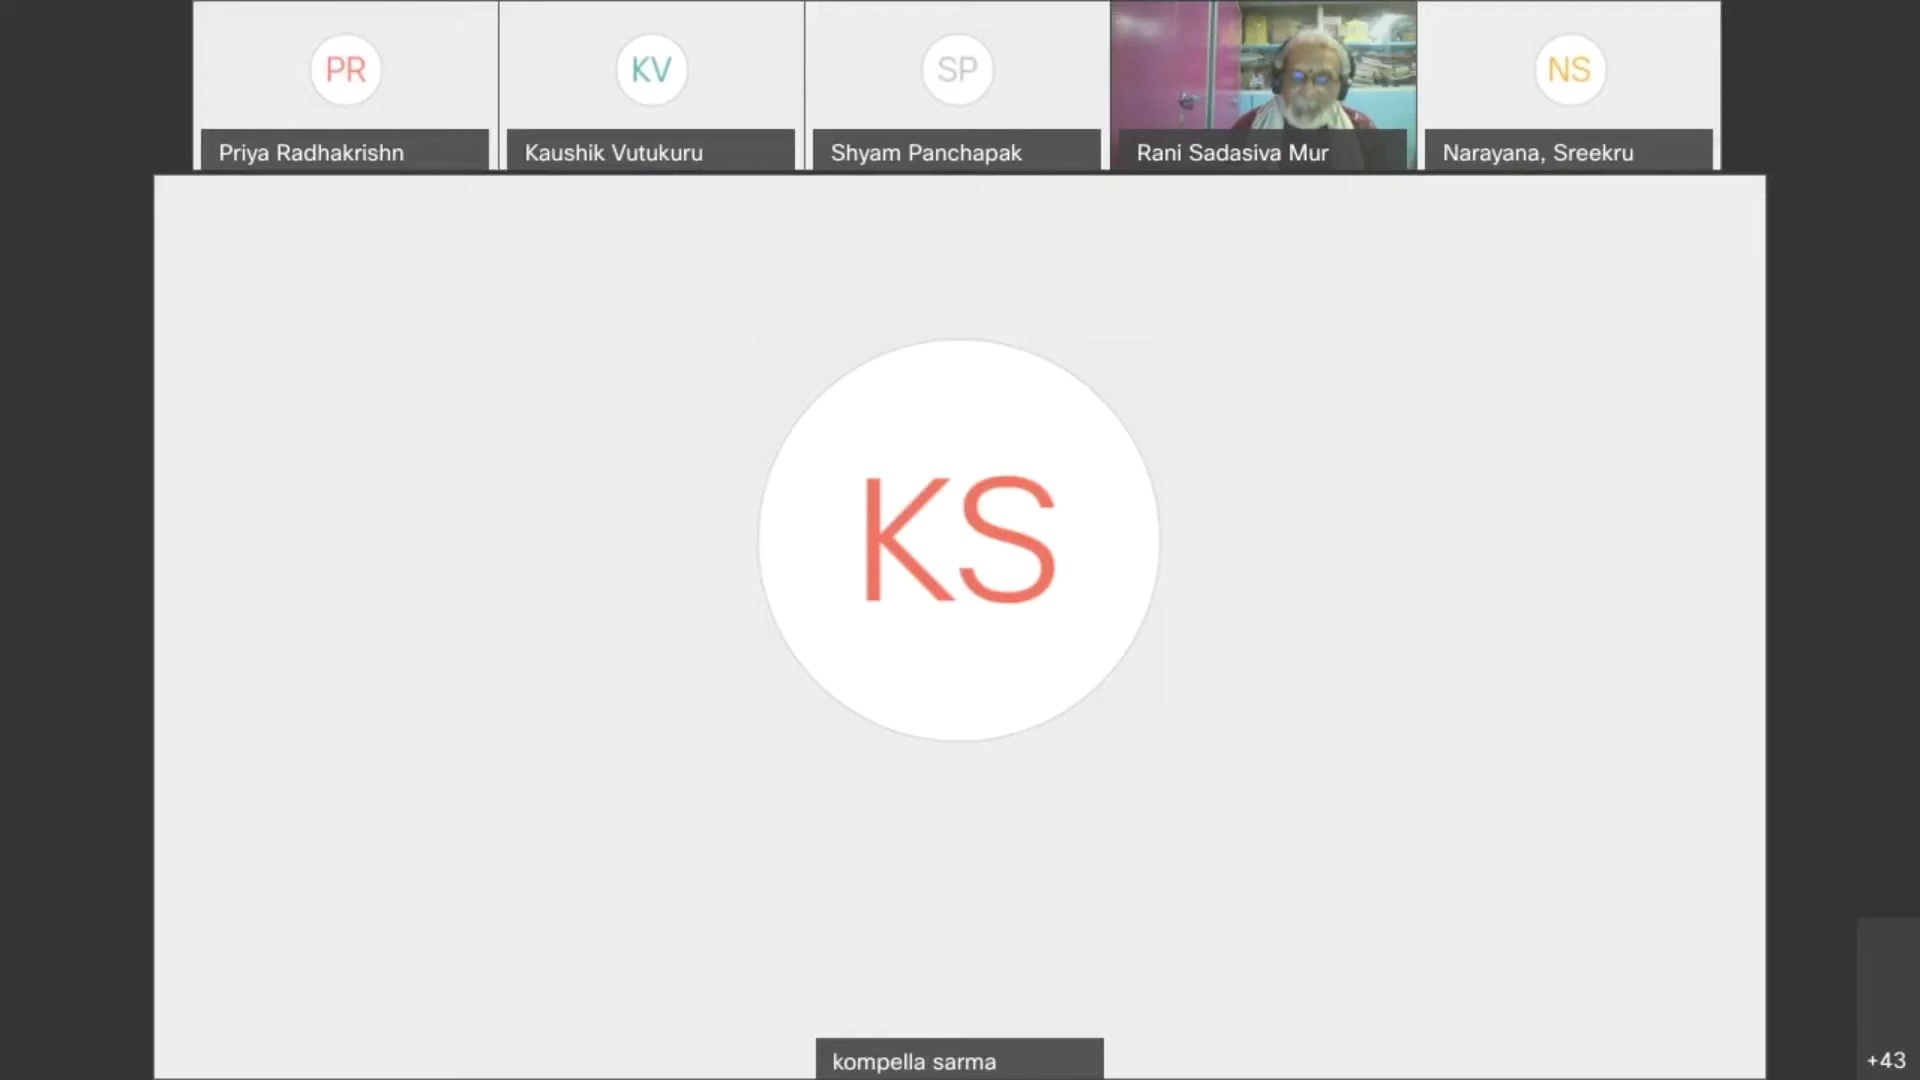 PR
KV
SP
NS
Priya Radhakrishn
Kaushik Vutukuru
Shyam Panchapak
Rani Sadasiva Mur
Narayana, Sreekru
KS
kompella sarma
+43